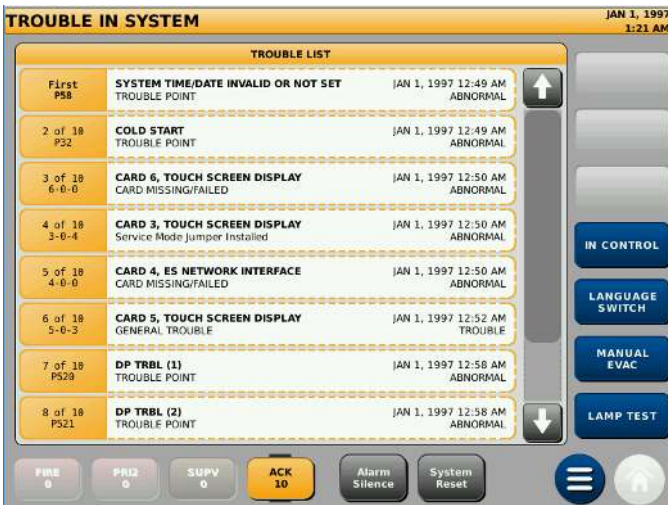 TROUBLE IN SYSTEM
JAN 1, 1997
1:21 AM
TROUBLE LIST
First
P58
SYSTEM TIME/DATE INVALID OR NOT SET
TROUBLE POINT
JAN 1, 1997 12:49 AM
ABNORMAL
2 of 10
P32
COLD START
TROUBLE POINT
JAN 1, 1997 12:49 AM
ABNORMAL
3 of 10
6-0-0
CARD 6, TOUCH SCREEN DISPLAY
CARD MISSING/FAILED
JAN 1, 1997 12:50 AM
ABNORMAL
4 of 10
3-0-4
CARD 3, TOUCH SCREEN DISPLAY
Service Mode Jumper Installed
JAN 1, 1997 12:50 AM
ABNORMAL
5 of 10
4-0-0
CARD 4, ES NETWORK INTERFACE
CARD MISSING/FAILED
JAN 1, 1997 12:50 AM
ABNORMAL
6 of 10
5-0-3
CARD 5, TOUCH SCREEN DISPLAY
GENERAL TROUBLE
JAN 1, 1997 12:52 AM
TROUBLE
7 of 10
P520
DP TRBL (1)
TROUBLE POINT
JAN 1, 1997 12:58 AM
ABNORMAL
8 of 10
P521
DP TRBL (2)
TROUBLE POINT
JAN 1, 1997 12:58 AM
ABNORMAL
IN CONTROL
LANGUAGE
SWITCH
MANUAL
EVAC
LAMP TEST
FIRE
0
PRI2
0
SUPV
0
ACK
10
Alarm
Silence
System
Reset